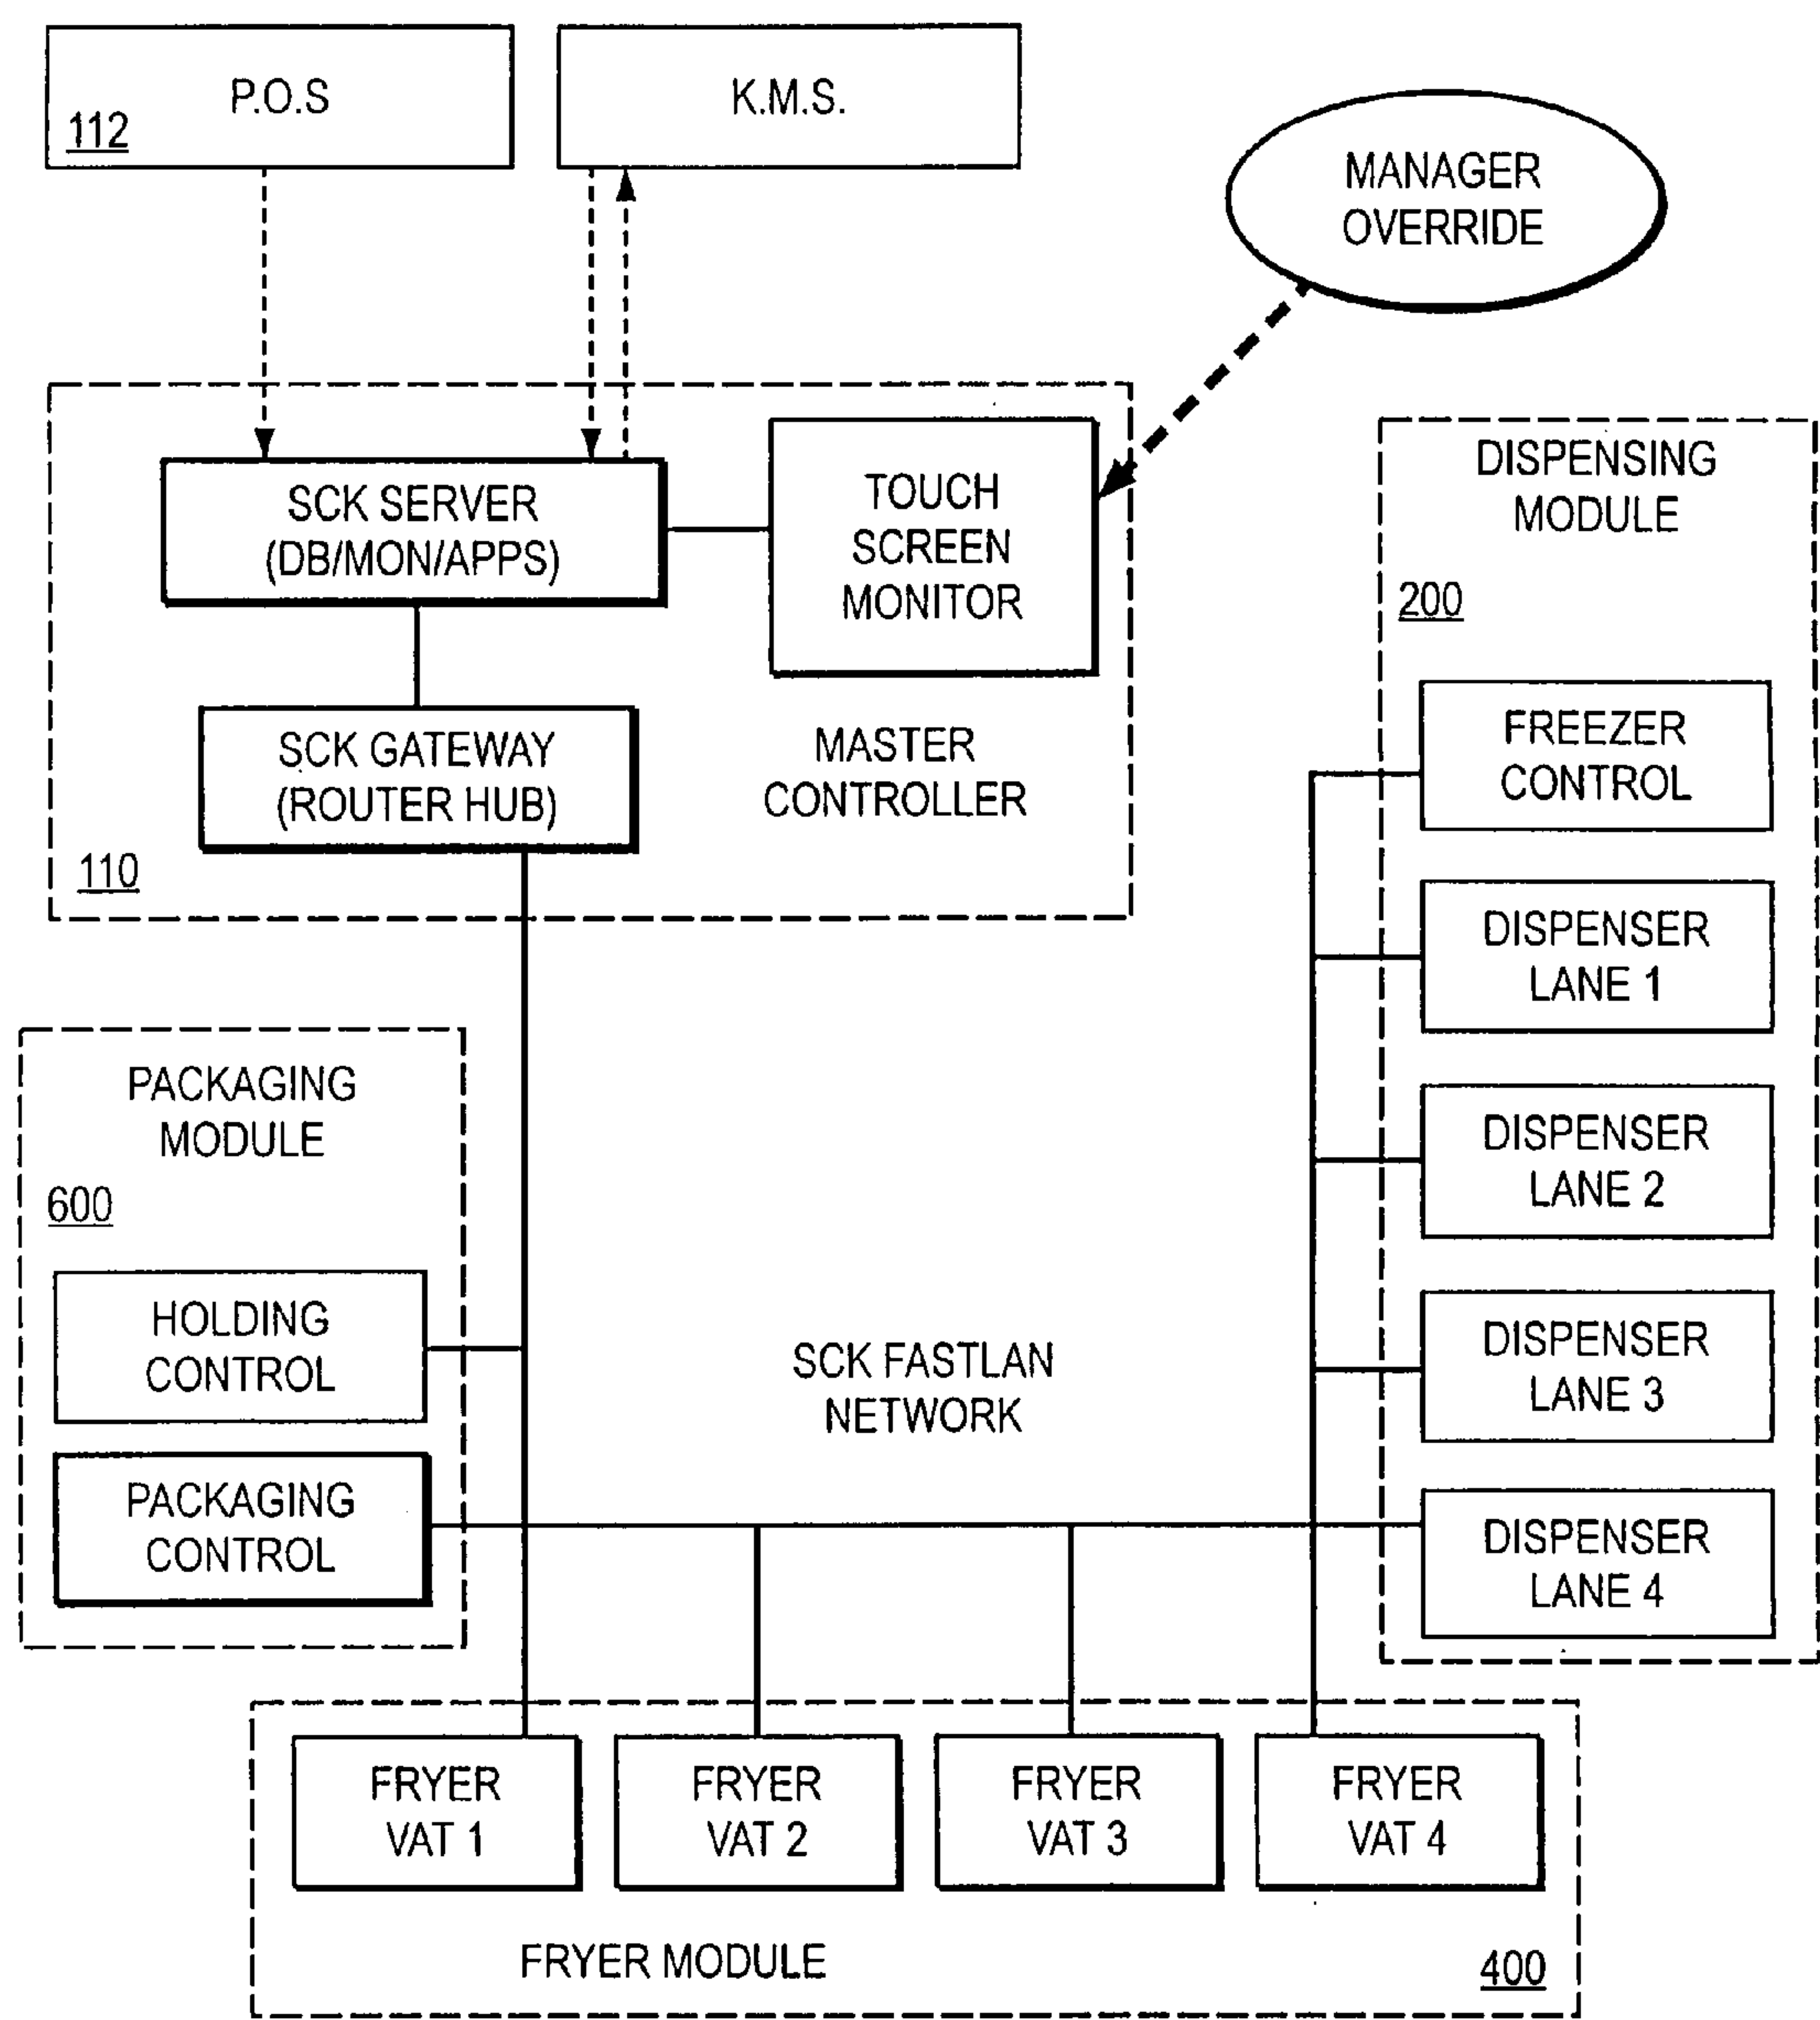 P.O.S
112
K.M.S.
MANAGER
OVERRIDE
SCK SERVER
(DB/MON/APPS)
TOUCH
SCREEN
MONITOR
SCK GATEWAY
(ROUTER HUB)
MASTER
CONTROLLER
110
DISPENSING
MODULE
200
FREEZER
CONTROL
DISPENSER
LANE 1
DISPENSER
LANE 2
DISPENSER
LANE 3
DISPENSER
LANE 4
PACKAGING
MODULE
600
HOLDING
CONTROL
PACKAGING
CONTROL
SCK FASTLAN
NETWORK
FRYER
VAT 1
FRYER
VAT 2
FRYER
VAT 3
FRYER
VAT 4
FRYER MODULE
400